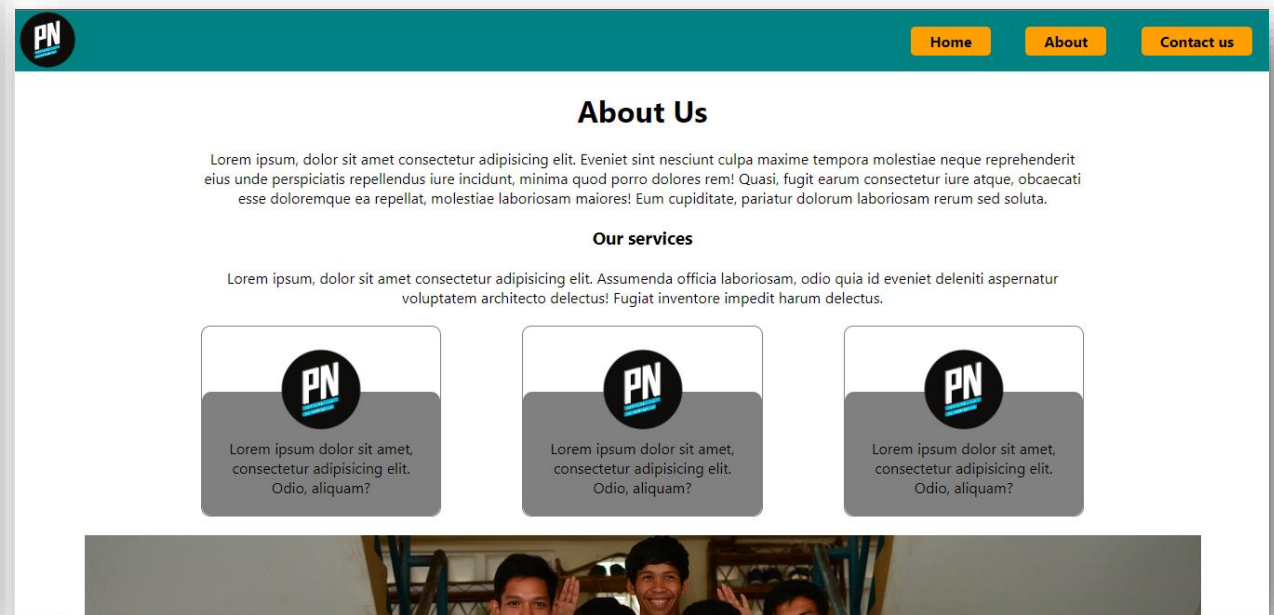 PN
Home About Contact us
About Us
Lorem ipsum, dolor sit amet consectetur adipisicing elit. Eveniet sint nesciunt culpa maxime tempora molestiae neque reprehenderit
eius unde perspiciatis repellendus iure incidunt, minima quod porro dolores rem! Quasi, fugit earum consectetur iure atque, obcaecati
esse doloremque ea repellat, molestiae laboriosam maiores! Eum cupiditate, pariatur dolorum laboriosam rerum sed soluta.
Our services
Lorem ipsum, dolor sit amet consectetur adipisicing elit. Assumenda officia laboriosam, odio quia id eveniet deleniti aspernatur
voluptatem architecto delectus! Fugiat inventore impedit harum delectus.
PN
Lorem ipsum dolor sit amet,
consectetur adipisicing elit.
Odio, aliquam?
PN
Lorem ipsum dolor sit amet,
consectetur adipisicing elit.
Odio, aliquam?
PN
Lorem ipsum dolor sit amet,
consectetur adipisicing elit.
Odio, aliquam?